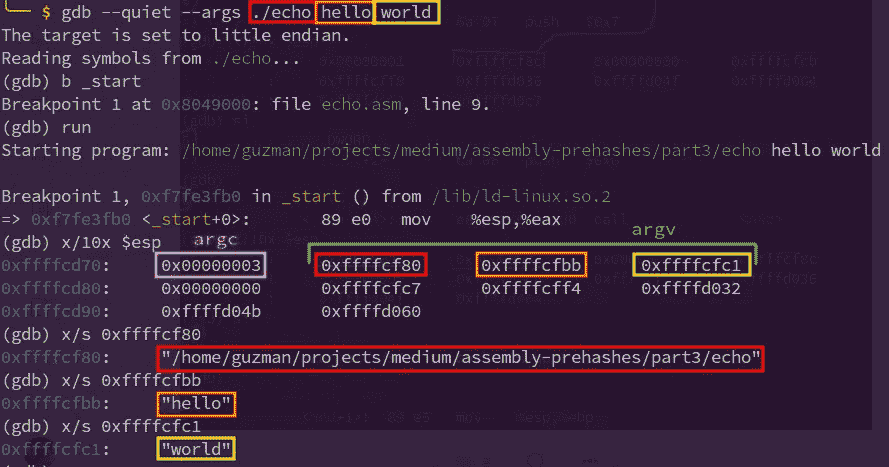 $ gdb --quiet --args ./echo hello world
The target is set to little endian.
Reading symbols from ./echo...
(gdb) b _start
Breakpoint 1 at 0x8049000: file echo.asm, line 9.
(gdb) run
Starting program: /home/guzman/projects/medium/assembly-prehashes/part3/echo hello world
Breakpoint 1, 0xf7fe3fb0 in _start () from /lib/ld-linux.so.2
=> 0xf7fe3fb0 <_start+0>: 89 e0 mov %esp,%eax
(gdb) x/10x $esp
argc argv
0xffffcd70: 0x00000003 0xffffcf80 0xffffcfbb 0xffffcfc1
0xffffcd80: 0x00000000 0xffffcfc7 0xffffcff4 0xffffd032
0xffffcd90: 0xffffd04b 0xffffd060
(gdb) x/s 0xffffcf80
0xffffcf80: "/home/guzman/projects/medium/assembly-prehashes/part3/echo"
(gdb) x/s 0xffffcfbb
0xffffcfbb: "hello"
(gdb) x/s 0xffffcfc1
0xffffcfc1: "world"